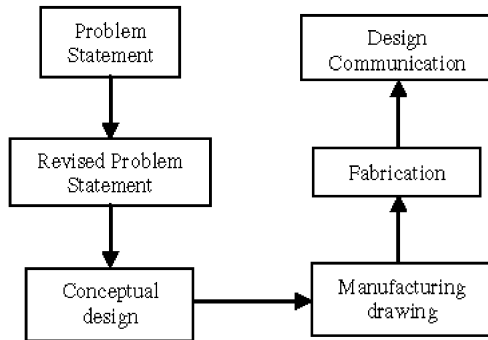 Problem
Statement
Revised Problem
Statement
Conceptual
design
Manufacturing
drawing
Fabrication
Design
Communication